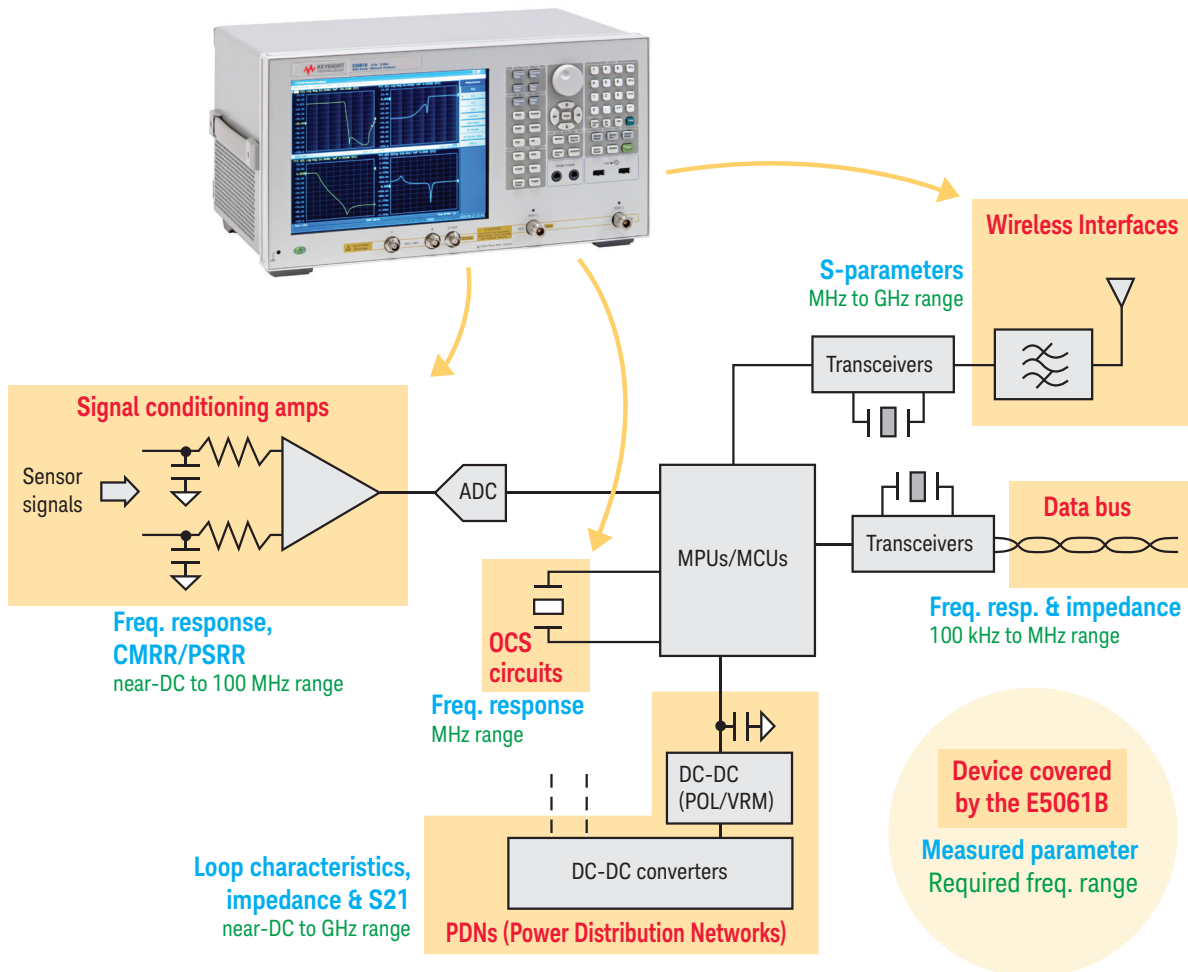 KEYSIGHT
E5061B
Wireless Interfaces
S-parameters
MHz to GHz range
Transceivers
Signal conditioning amps
Sensor
signals
ADC
MPUs/MCUs
Data bus
Transceivers
Freq. resp. & impedance
100 kHz to MHz range
Freq. response,
CMRR/PSRR
near-DC to 100 MHz range
OCS
circuits
Freq. response
MHz range
DC-DC
(POL/VRM)
DC-DC converters
Loop characteristics,
impedance & S21
near-DC to GHz range
PDNs (Power Distribution Networks)
Device covered
by the E5061B
Measured parameter
Required freq. range